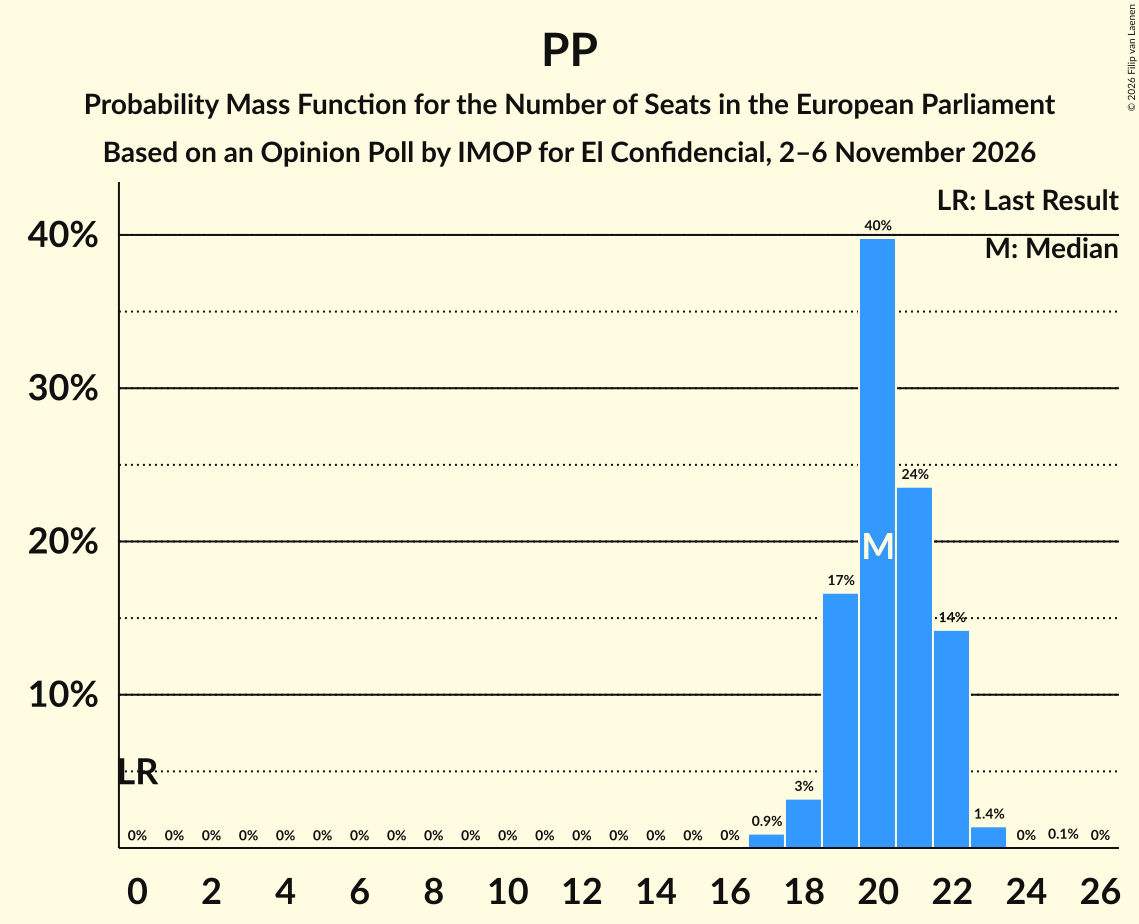 PP
Probability Mass Function for the Number of Seats in the European Parliament
Based on an Opinion Poll by IMOP for El Confidencial, 2–6 November 2026
© 2026 Filip van Laenen
LR: Last Result
M: Median
40%
30%
20%
10%
40%
24%
M
17%
14%
LR
3%
0.9%
1.4%
0% 0% 0% 0% 0% 0% 0% 0% 0% 0% 0% 0% 0% 0% 0% 0% 0% 0% 0.1% 0%
0 2 4 6 8 10 12 14 16 18 20 22 24 26